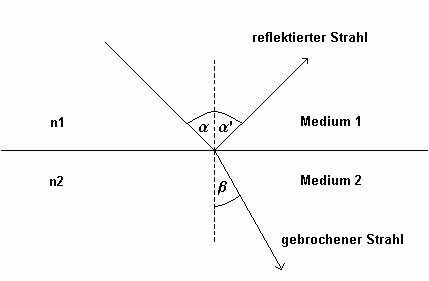 reflektierter Strahl
n1
α α'
Medium 1
n2
β
Medium 2
gebrochener Strahl